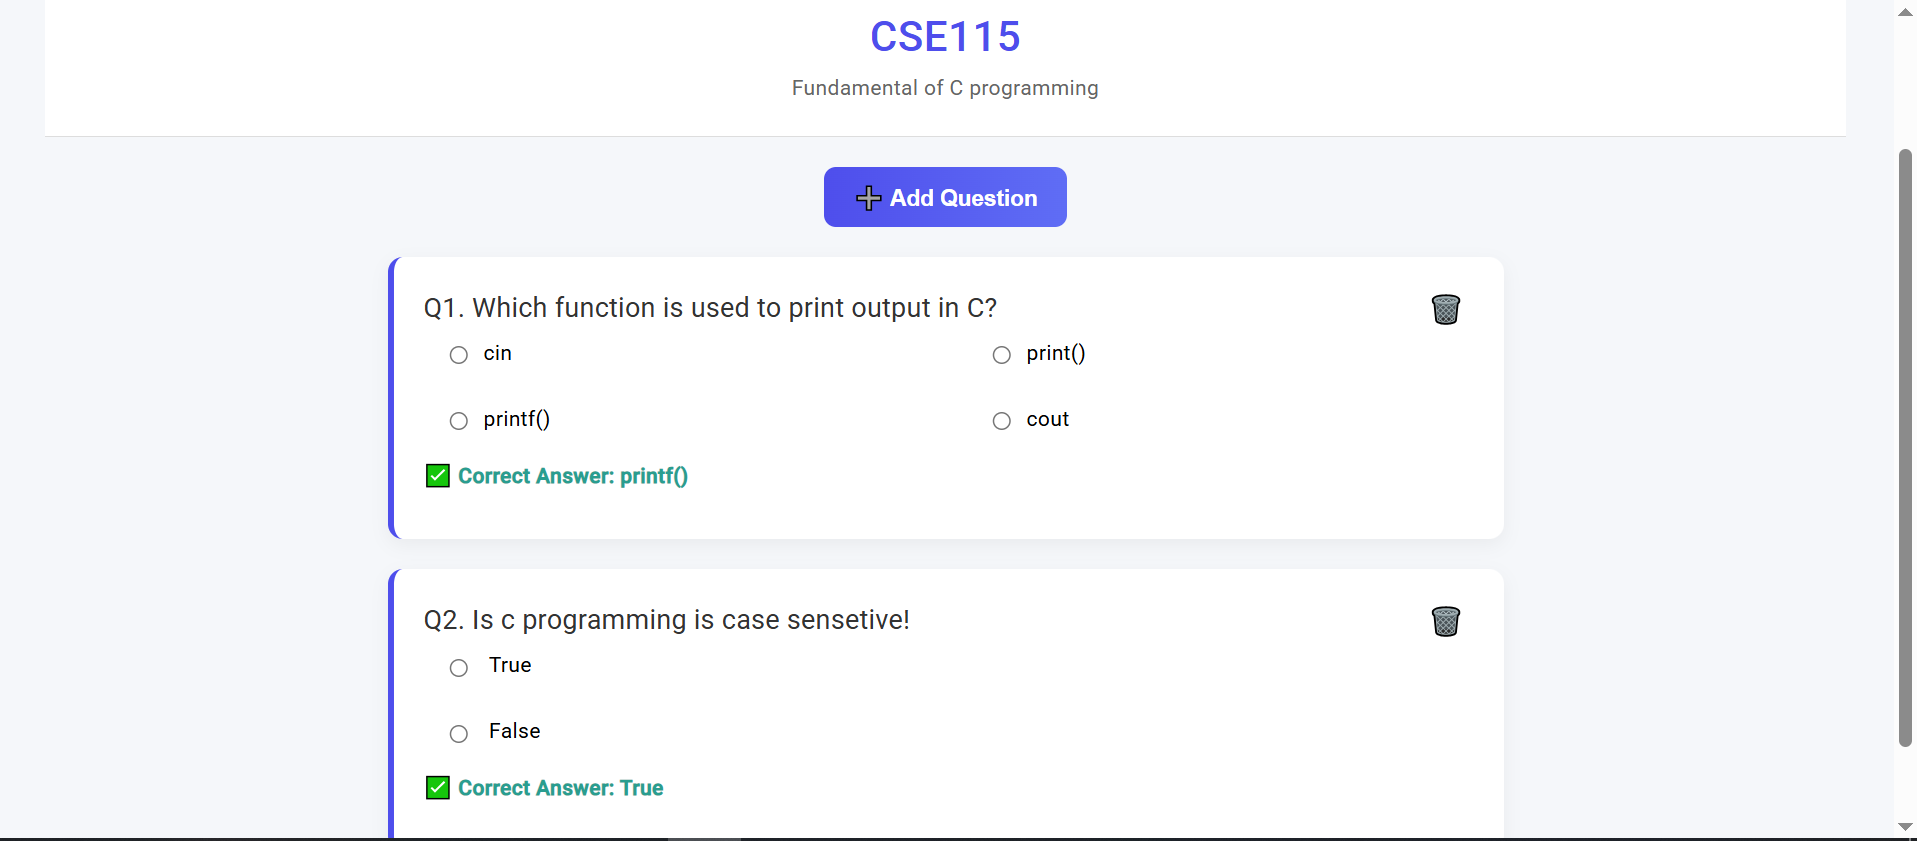 CSE115
Fundamental of C programming
Add Question
Q1. Which function is used to print output in C?
cin
print()
printf()
cout
Correct Answer: printf()
Q2. Is c programming is case sensetive!
True
False
Correct Answer: True